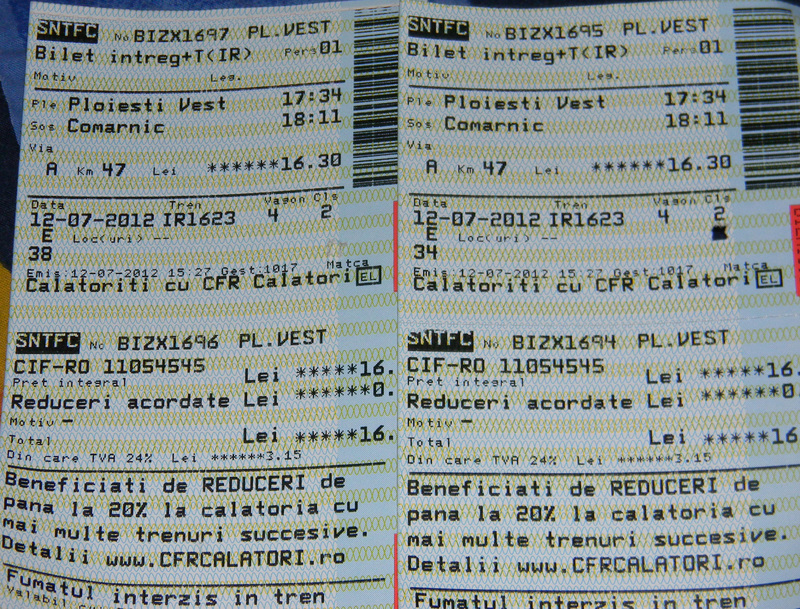 SNTFC No BIZX1697 PL.VEST
Bilet intreg+T(IR) Pers 01
Motiv Leg.
Ple Ploiesti Vest 17:34
Sos Comarnic 18:11
Via
A Km 47 Lei ******16.30
Data Tren Vagon Cls
12-07-2012 IR1623 4 2
E Loc(uri) --
38
Emis:12-07-2012 15:27 Gest:1017 Matca
Calatoriti cu CFR Calatori EL
SNTFC No BIZX1696 PL.VEST
CIF-RO 11054545
Pret integral Lei *****16.
Reduceri acordate Lei *****0.
Motiv –
Total Lei *****16.
Din care TVA 24% Lei ******3.15
Beneficiati de REDUCERI de
pana la 20% la calatoria cu
mai multe trenuri succesive.
Detalii www.CFRCALATORI.ro
Fumatul interzis in tren
SNTFC No BIZX1695 PL.VEST
Bilet intreg+T(IR) Pers 01
Motiv Leg.
Ple Ploiesti Vest 17:34
Sos Comarnic 18:11
Via
A Km 47 Lei ******16.30
Data Tren Vagon Cls
12-07-2012 IR1623 4 2
E Loc(uri) --
34
Emis:12-07-2012 15:27 Gest:1017 Matca
Calatoriti cu CFR Calatori EL
SNTFC No BIZX1694 PL.VEST
CIF-RO 11054545
Pret integral Lei *****16.
Reduceri acordate Lei *****0.
Motiv –
Total Lei *****16
Din care TVA 24% Lei ******3.15
Beneficiati de REDUCERI de
pana la 20% la calatoria cu
mai multe trenuri succesive.
Detalii www.CFRCALATORI.ro
Fumatul interzis in tren